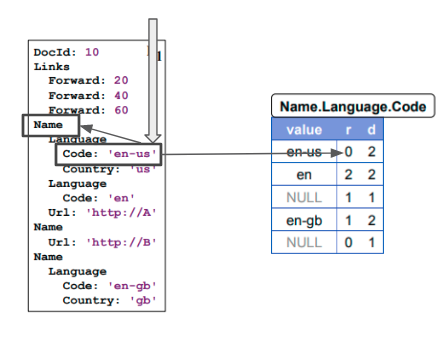 DocId: 10
Links
Forward: 20
Forward: 40
Forward: 60
Name
Language
Code: 'en-us'
Country: 'us'
Language
Code: 'en'
Url: 'http://A'
Name
Url: 'http://B'
Name
Language
Code: 'en-gb'
Country: 'gb'
Name.Language.Code
value r d
en-us 0 2
en 2 2
NULL 1 1
en-gb 1 2
NULL 0 1